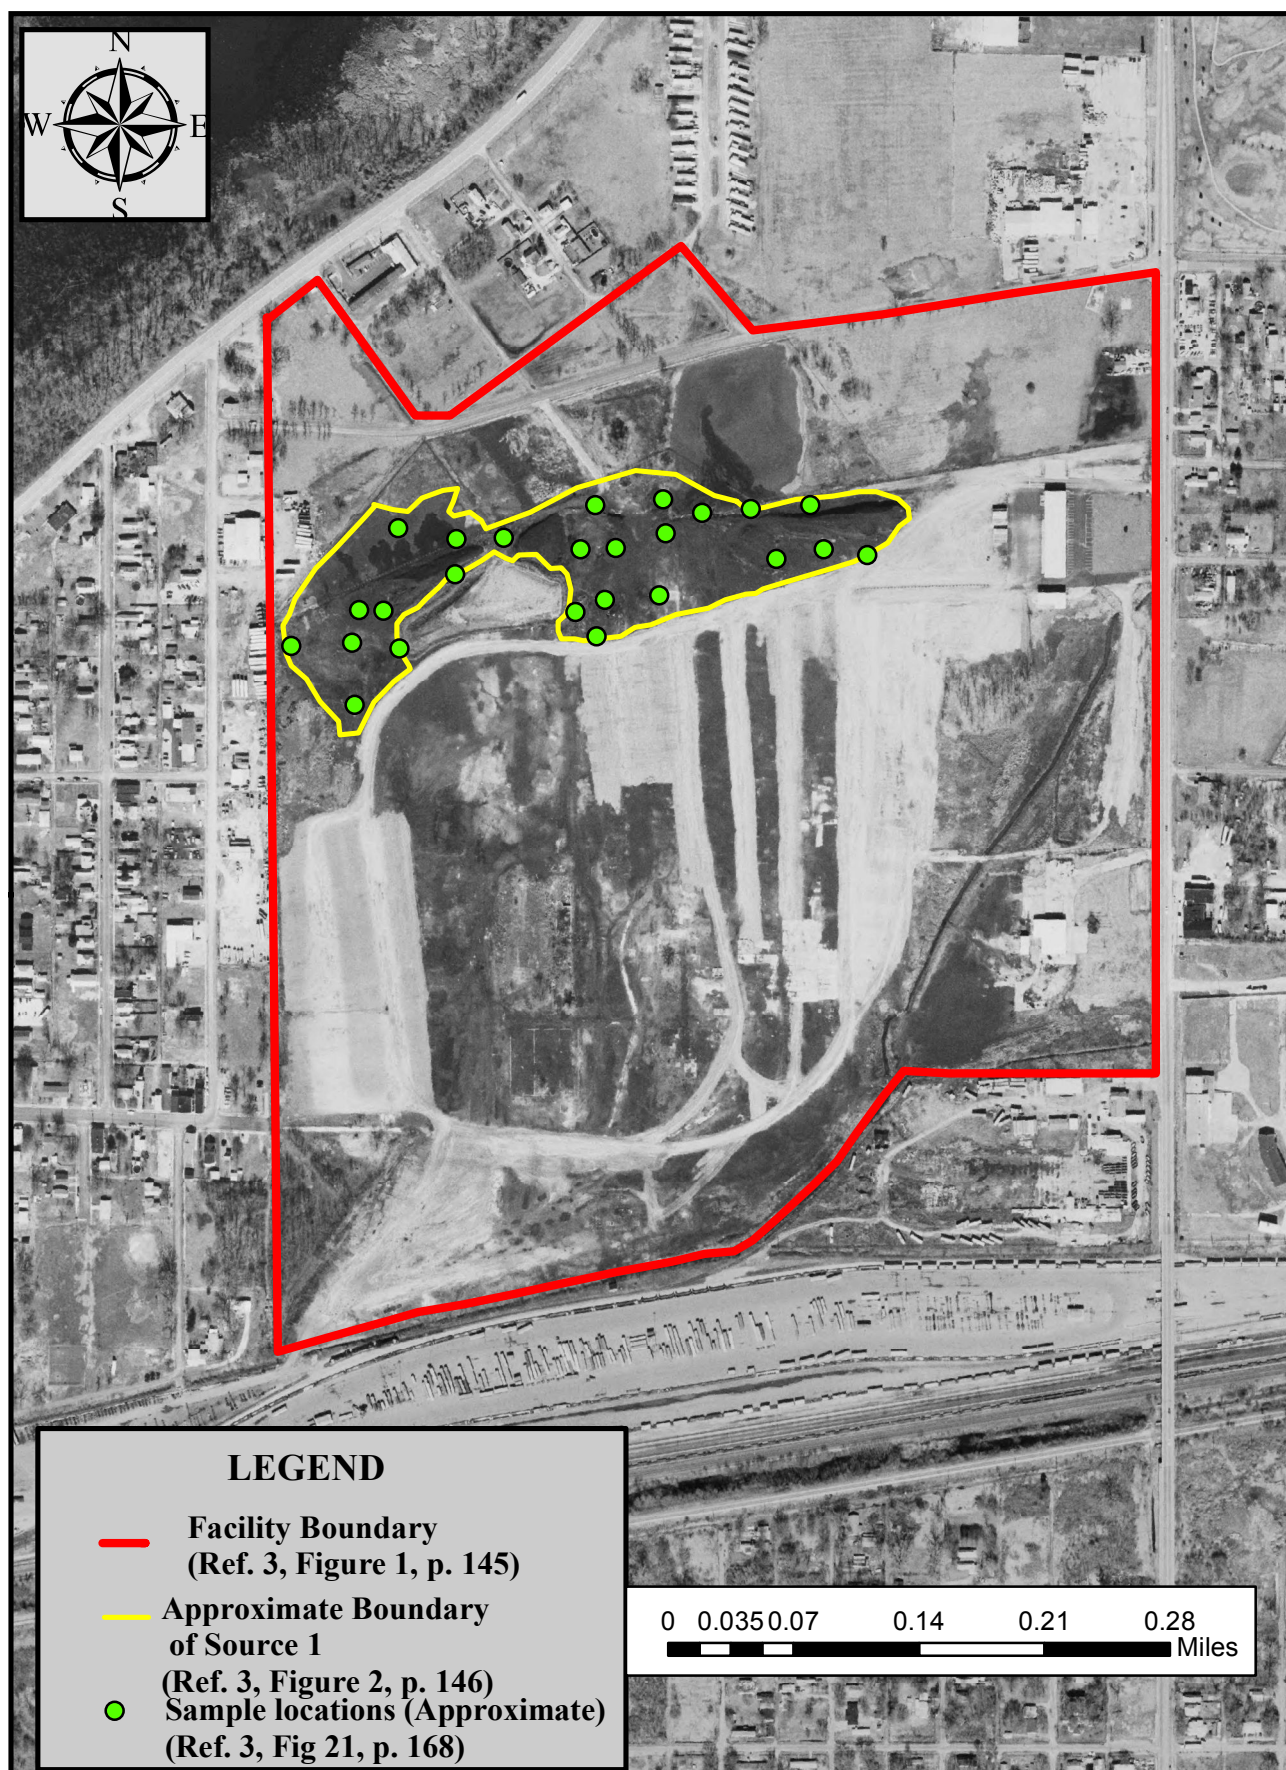 N
W E
S
LEGEND
Facility Boundary
(Ref. 3, Figure 1, p. 145)
Approximate Boundary
of Source 1
(Ref. 3, Figure 2, p. 146)
Sample locations (Approximate)
(Ref. 3, Fig 21, p. 168)
0 0.035 0.07 0.14 0.21 0.28
Miles